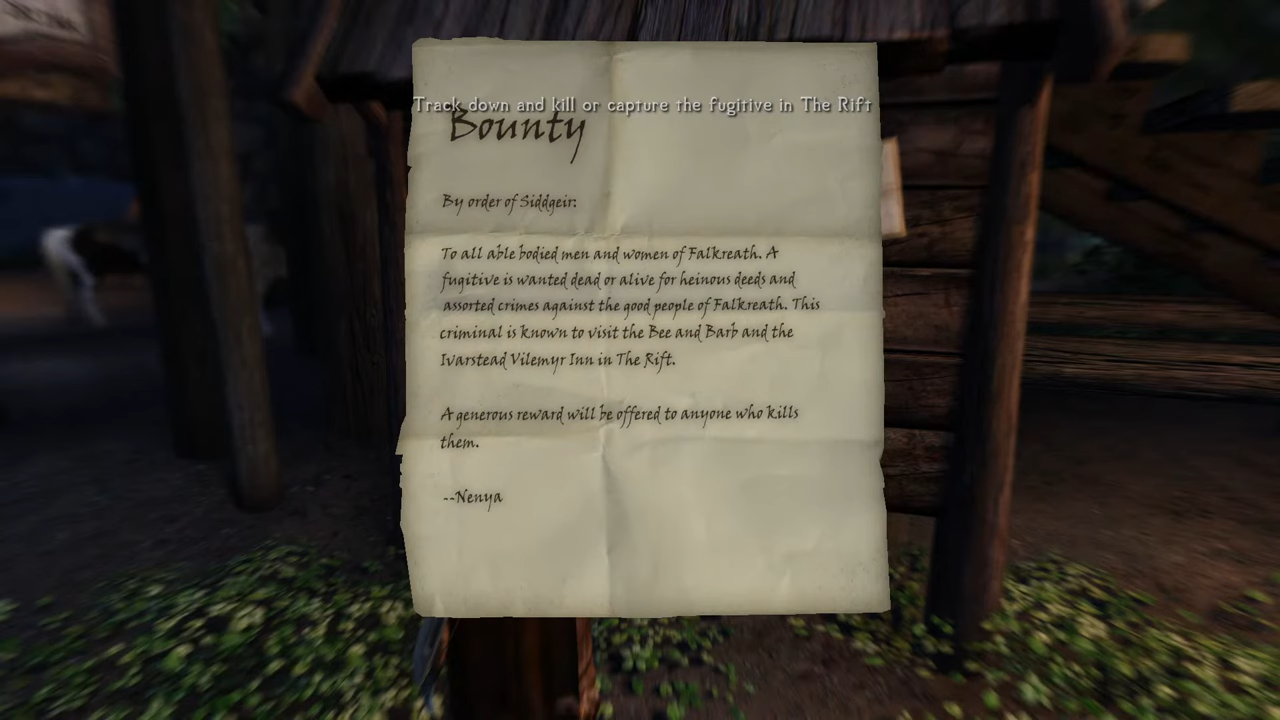 Track down and kill or capture the fugitive in The Rift
Bounty
By order of Siddgeir:
To all able bodied men and women of Falkreath. A
fugitive is wanted dead or alive for heinous deeds and
assorted crimes against the good people of Falkreath. This
criminal is known to visit the Bee and Barb and the
Ivarstead Vilemyr Inn in The Rift.
A generous reward will be offered to anyone who kills
them.
--Nenya